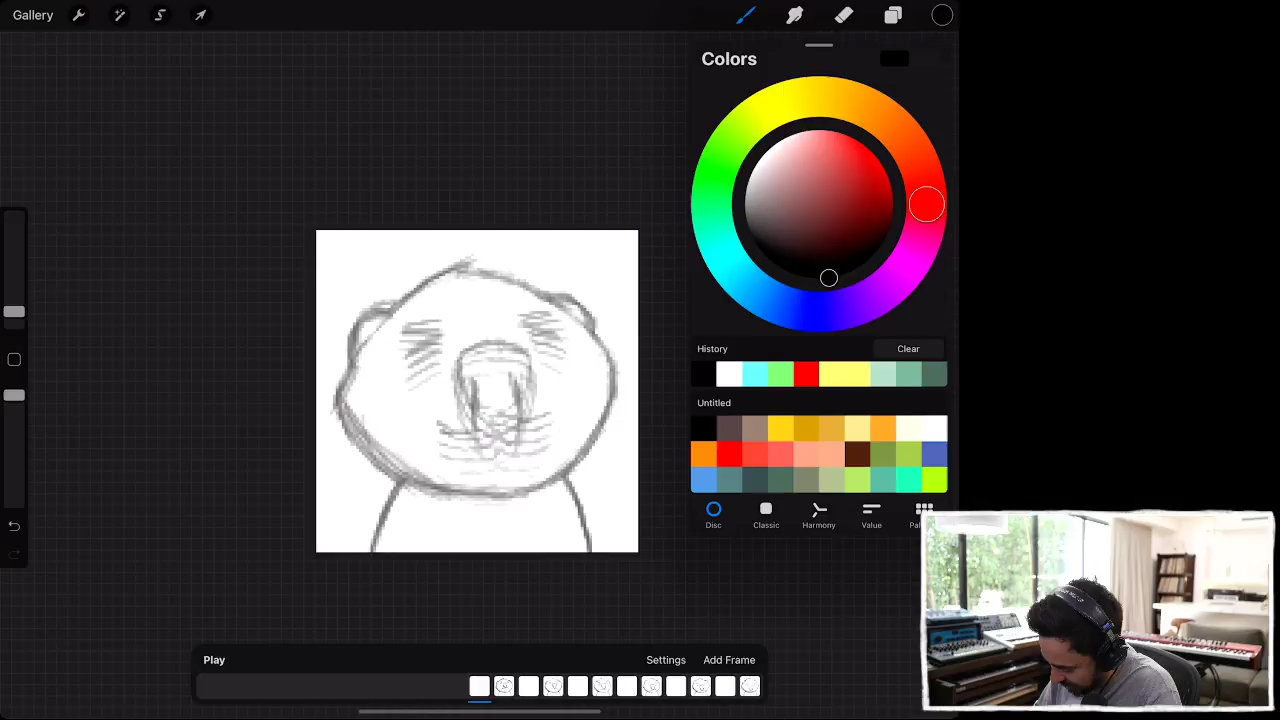 Gallery
Colors
History
Clear
Untitled
Disc
Classic
Harmony
Value
Play
Settings
Add Frame